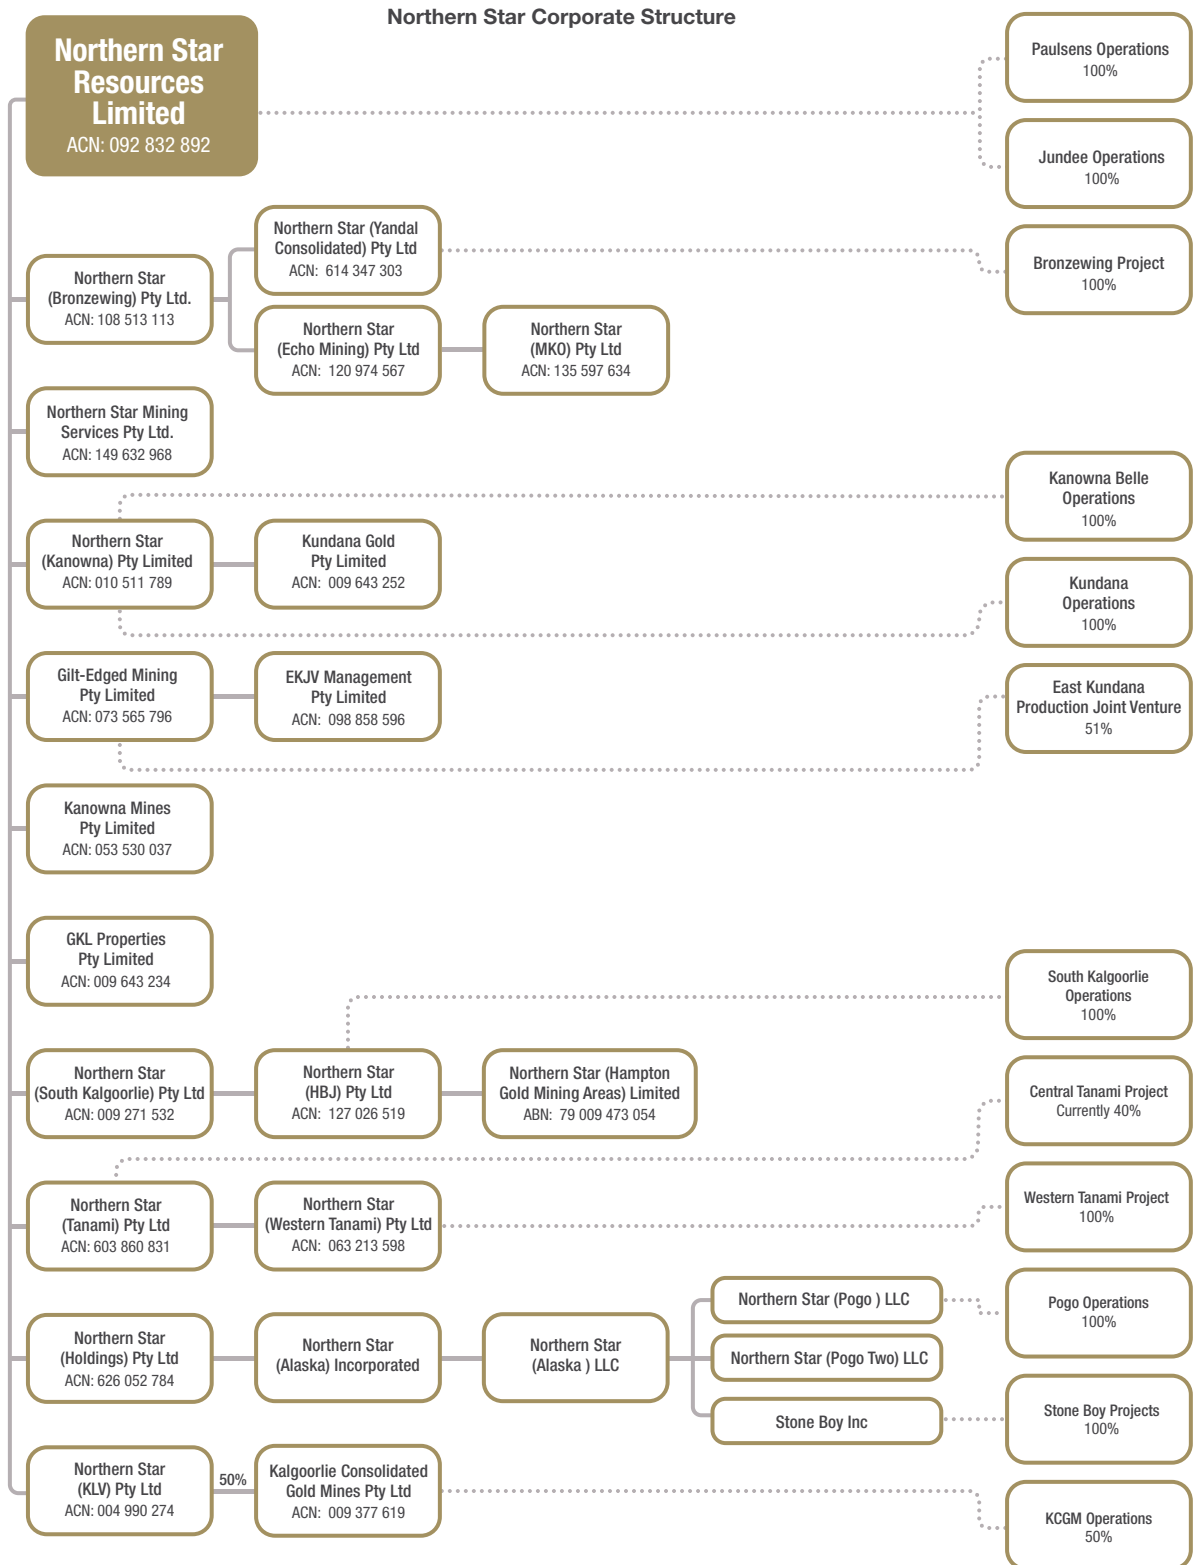 Northern Star Corporate Structure
Northern Star
Resources
Limited
ACN: 092 832 892
Paulsens Operations
100%
Jundee Operations
100%
Northern Star
(Bronzewing) Pty Ltd.
ACN: 108 513 113
Northern Star (Yandal
Consolidated) Pty Ltd
ACN: 614 347 303
Bronzewing Project
100%
Northern Star
(Echo Mining) Pty Ltd
ACN: 120 974 567
Northern Star
(MKO) Pty Ltd
ACN: 135 597 634
Northern Star Mining
Services Pty Ltd.
ACN: 149 632 968
Kanowna Belle
Operations
100%
Northern Star
(Kanowna) Pty Limited
ACN: 010 511 789
Kundana Gold
Pty Limited
ACN: 009 643 252
Kundana
Operations
100%
Gilt-Edged Mining
Pty Limited
ACN: 073 565 796
EKJV Management
Pty Limited
ACN: 098 858 596
East Kundana
Production Joint Venture
51%
Kanowna Mines
Pty Limited
ACN: 053 530 037
GKL Properties
Pty Limited
ACN: 009 643 234
South Kalgoorlie
Operations
100%
Northern Star
(South Kalgoorlie) Pty Ltd
ACN: 009 271 532
Northern Star
(HBJ) Pty Ltd
ACN: 127 026 519
Northern Star (Hampton
Gold Mining Areas) Limited
ABN: 79 009 473 054
Central Tanami Project
Currently 40%
Northern Star
(Tanami) Pty Ltd
ACN: 603 860 831
Northern Star
(Western Tanami) Pty Ltd
ACN: 063 213 598
Western Tanami Project
100%
Northern Star
(Holdings) Pty Ltd
ACN: 626 052 784
Northern Star
(Alaska) Incorporated
Northern Star
(Alaska ) LLC
Northern Star (Pogo ) LLC
Northern Star (Pogo Two) LLC
Stone Boy Inc
Pogo Operations
100%
Stone Boy Projects
100%
Northern Star
(KLV) Pty Ltd
ACN: 004 990 274
50%
Kalgoorlie Consolidated
Gold Mines Pty Ltd
ACN: 009 377 619
KCGM Operations
50%